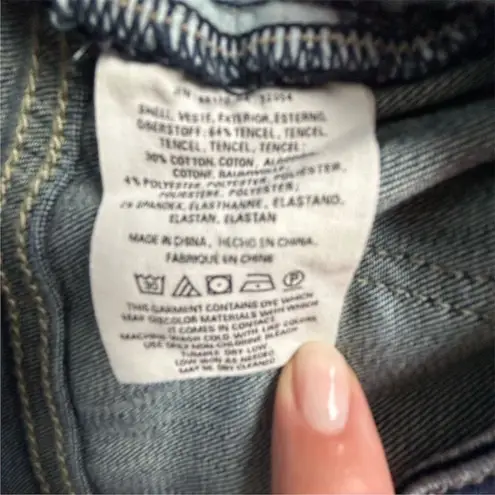 SHELL, VESTE, EXTERIOR, ESTERNO,
OBERSTOFF: 64% TENCEL, TENCEL,
TENCEL, TENCEL, TENCEL
30% COTTON, COTON, ALGODON,
COTONE, BAUMWOLLE
4% POLYESTER, POLYESTER,
POLIESTERE, POLYESTER;
2% SPANDEX, ELASTHANNE, ELASTANO,
ELASTAN, ELASTAN
MADE IN CHINA, HECHO EN CHINA,
FABRIQUÉ EN CHINE
P
THIS GARMENT CONTAINS DYE WHICH
MAY DISCOLOR MATERIALS WITH WHICH
IT COMES IN CONTACT.
MACHINE WASH COLD WITH LIKE COLORS
USE ONLY NON-CHLORINE BLEACH
TUMBLE DRY LOW
LOW IRON AS NEEDED
MAY BE DRY CLEANED